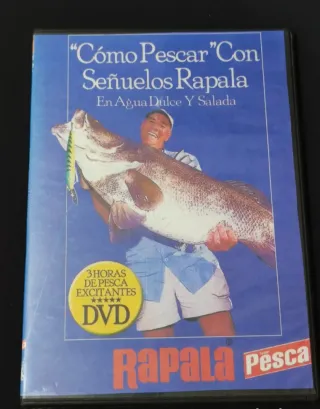 "Cómo Pescar" Con
Señuelos Rapala
En Agua Dulce Y Salada
3 HORAS
DE PESCA
EXCITANTES
★★★★★
DVD
RAPALA
Pesca